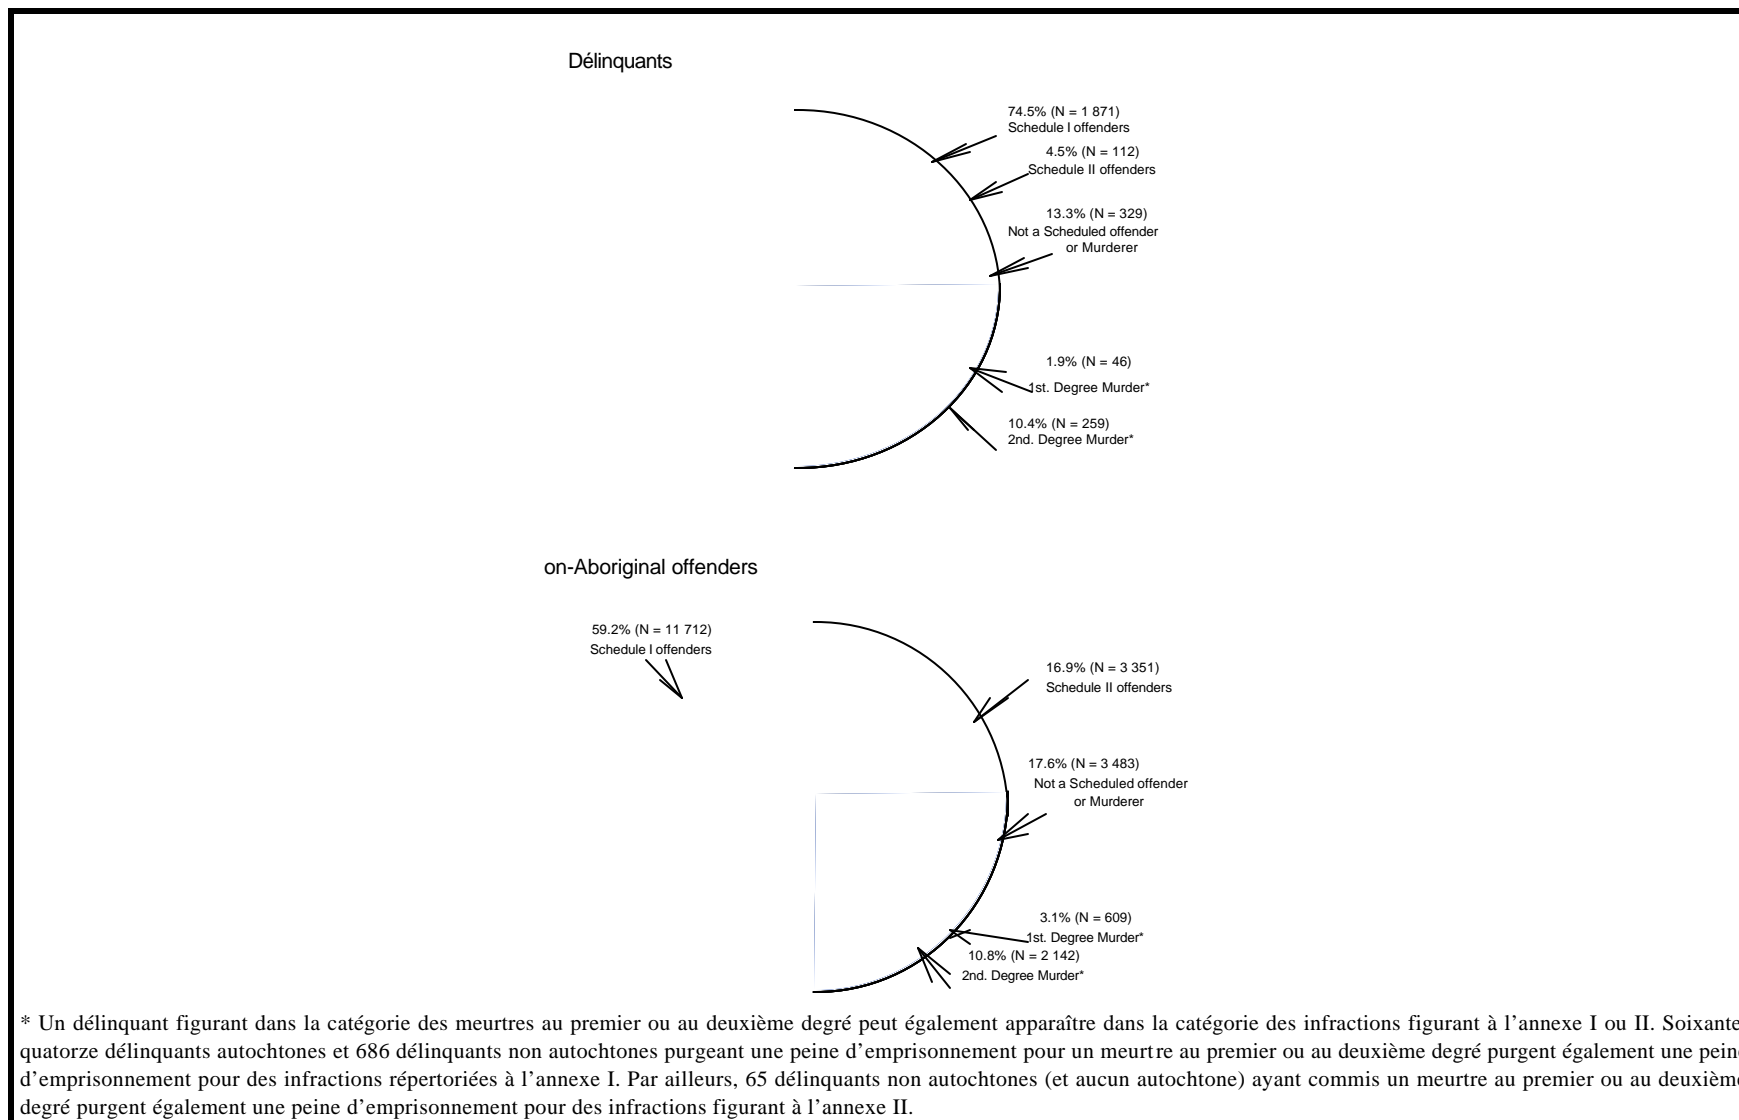 Délinquants
74.5% (N = 1 871)
Schedule I offenders
4.5% (N = 112)
Schedule II offenders
13.3% (N = 329)
Not a Scheduled offender
or Murderer
1.9% (N = 46)
1st. Degree Murder*
10.4% (N = 259)
2nd. Degree Murder*
on-Aboriginal offenders
59.2% (N = 11 712)
Schedule I offenders
16.9% (N = 3 351)
Schedule II offenders
17.6% (N = 3 483)
Not a Scheduled offender
or Murderer
3.1% (N = 609)
1st. Degree Murder*
10.8% (N = 2 142)
2nd. Degree Murder*
* Un délinquant figurant dans la catégorie des meurtres au premier ou au deuxième degré peut également apparaître dans la catégorie des infractions figurant à l’annexe I ou II. Soixante
quatorze délinquants autochtones et 686 délinquants non autochtones purgeant une peine d’emprisonnement pour un meurtre au premier ou au deuxième degré purgent également une peine
d’emprisonnement pour des infractions répertoriées à l’annexe I. Par ailleurs, 65 délinquants non autochtones (et aucun autochtone) ayant commis un meurtre au premier ou au deuxième
degré purgent également une peine d’emprisonnement pour des infractions figurant à l’annexe II.